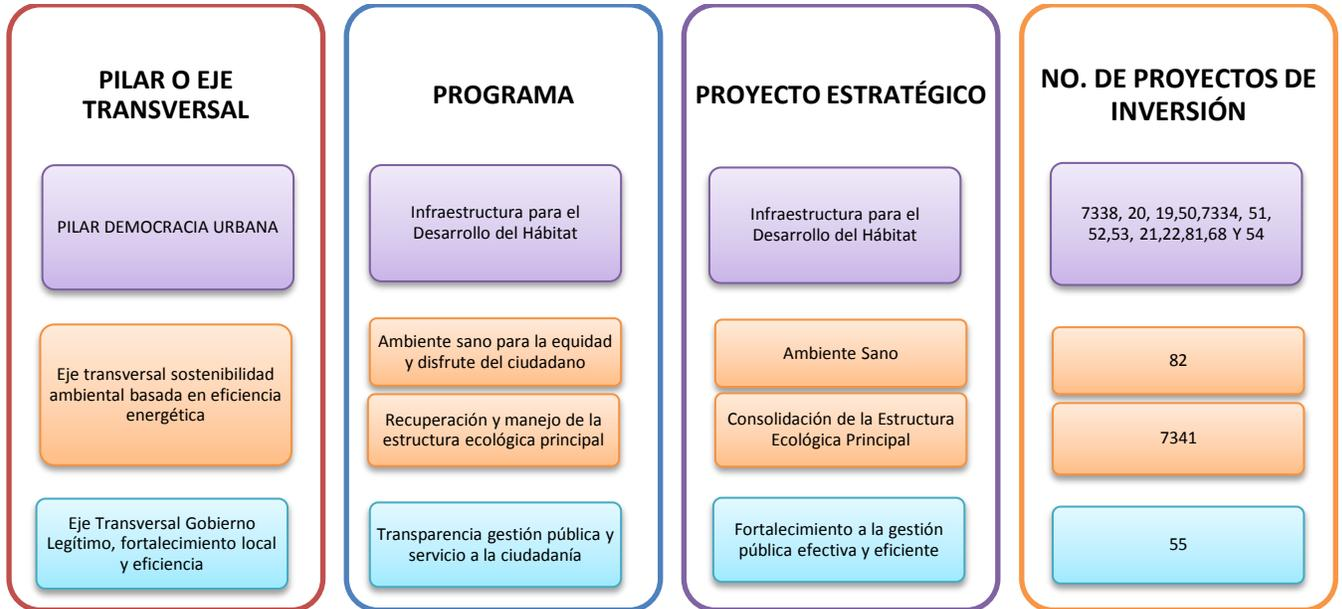 PILAR O EJE
TRANSVERSAL
PILAR DEMOCRACIA URBANA
Eje transversal sostenibilidad
ambiental basada en eficiencia
energética
Eje Transversal Gobierno
Legítimo, fortalecimiento local
y eficiencia
PROGRAMA
Infraestructura para el
Desarrollo del Hábitat
Ambiente sano para la equidad
y disfrute del ciudadano
Recuperación y manejo de la
estructura ecológica principal
Transparencia gestión pública y
servicio a la ciudadanía
PROYECTO ESTRATÉGICO
Infraestructura para el
Desarrollo del Hábitat
Ambiente Sano
Consolidación de la Estructura
Ecológica Principal
Fortalecimiento a la gestión
pública efectiva y eficiente
NO. DE PROYECTOS DE
INVERSIÓN
7338, 20, 19,50,7334, 51,
52,53, 21,22,81,68 Y 54
82
7341
55